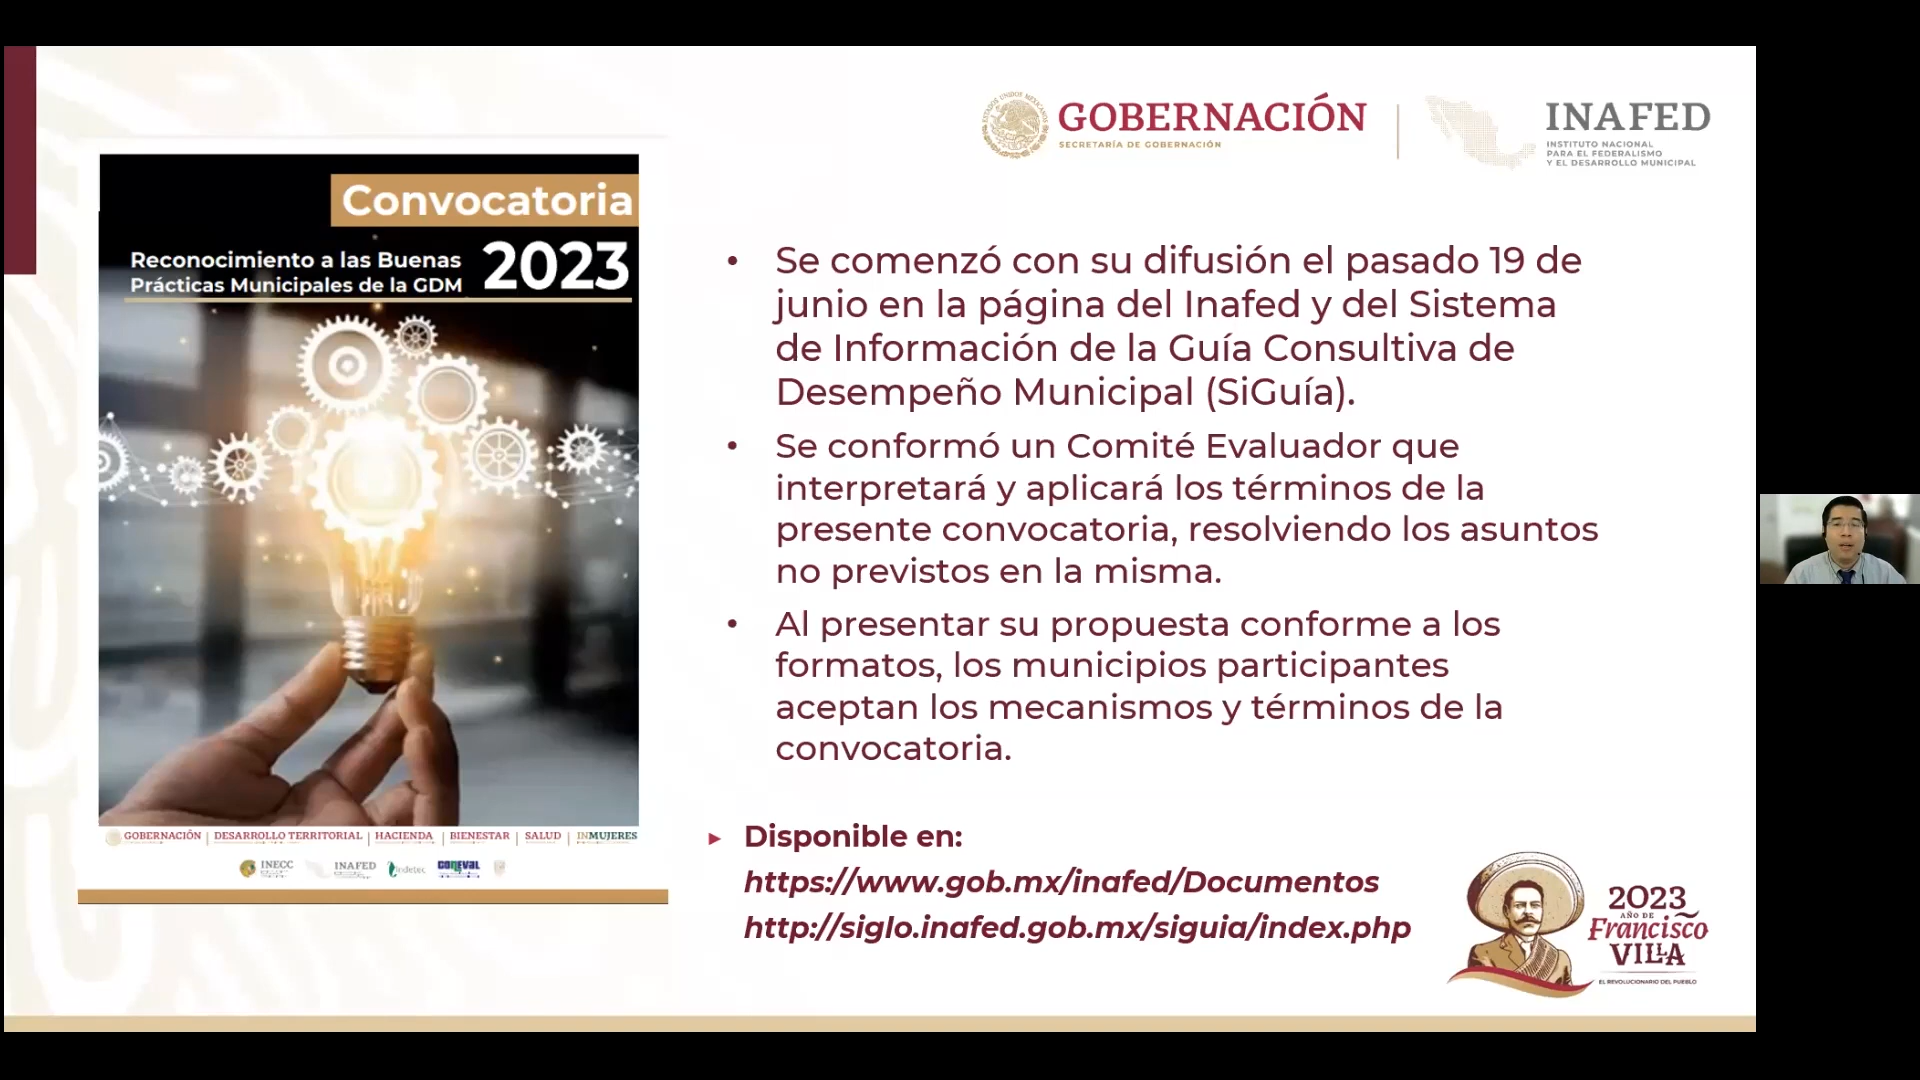 GOBERNACIÓN
SECRETARÍA DE GOBERNACIÓN
INAFED
INSTITUTO NACIONAL
PARA EL FEDERALISMO
Y EL DESARROLLO MUNICIPAL
Convocatoria
Reconocimiento a las Buenas
Prácticas Municipales de la GDM
2023
GOBERNACIÓN | DESARROLLO TERRITORIAL | HACIENDA | BIENESTAR | SALUD | INMUJERES
INECC INAFED indetec CONEVAL
• Se comenzó con su difusión el pasado 19 de
junio en la página del Inafed y del Sistema
de Información de la Guía Consultiva de
Desempeño Municipal (SiGuía).
• Se conformó un Comité Evaluador que
interpretará y aplicará los términos de la
presente convocatoria, resolviendo los asuntos
no previstos en la misma.
• Al presentar su propuesta conforme a los
formatos, los municipios participantes
aceptan los mecanismos y términos de la
convocatoria.
Disponible en:
https://www.gob.mx/inafed/Documentos
http://siglo.inafed.gob.mx/siguia/index.php
2023
AÑO DE
Francisco
VILLA
EL REVOLUCIONARIO DEL PUEBLO